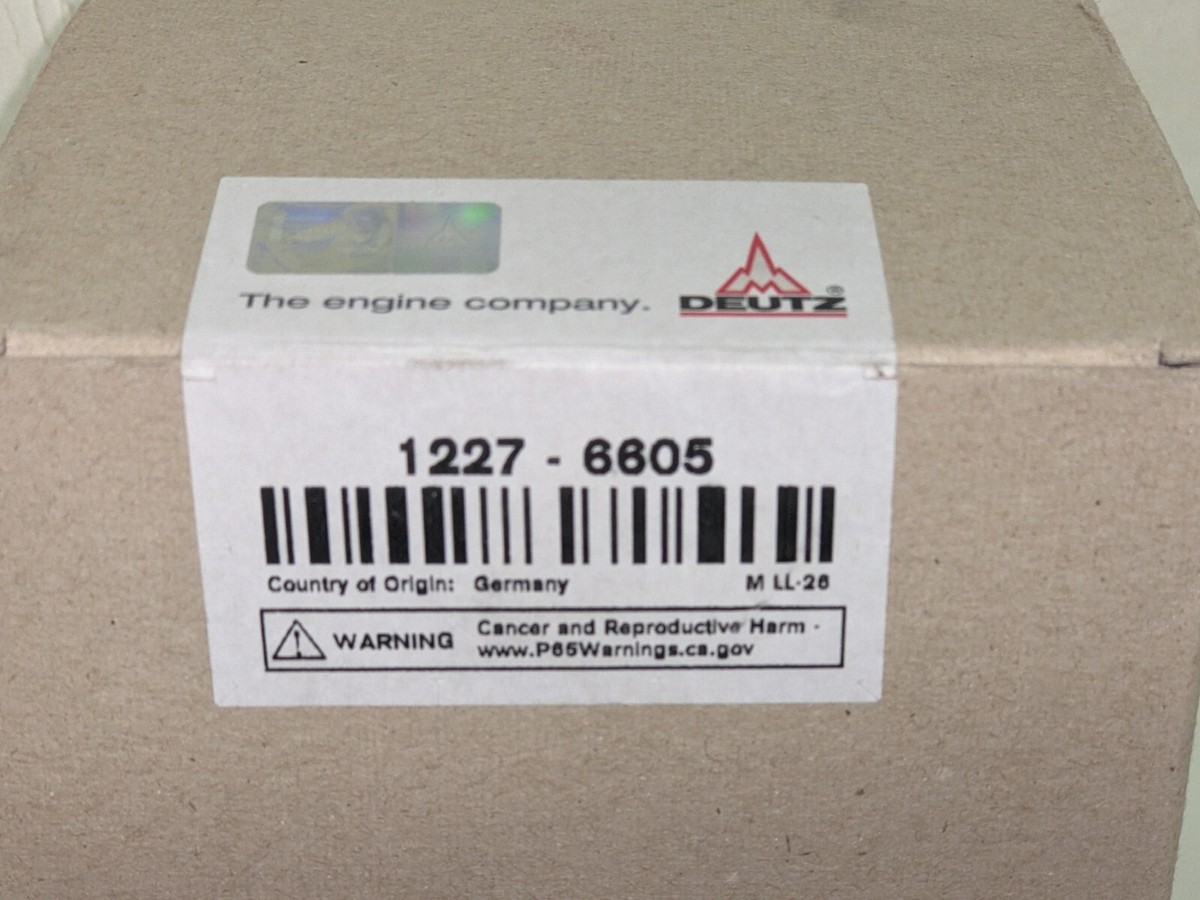 The engine company.
DEUTZ®
1227 - 6605
Country of Origin: Germany
M LL-26
WARNING
Cancer and Reproductive Harm -
www.P65Warnings.ca.gov